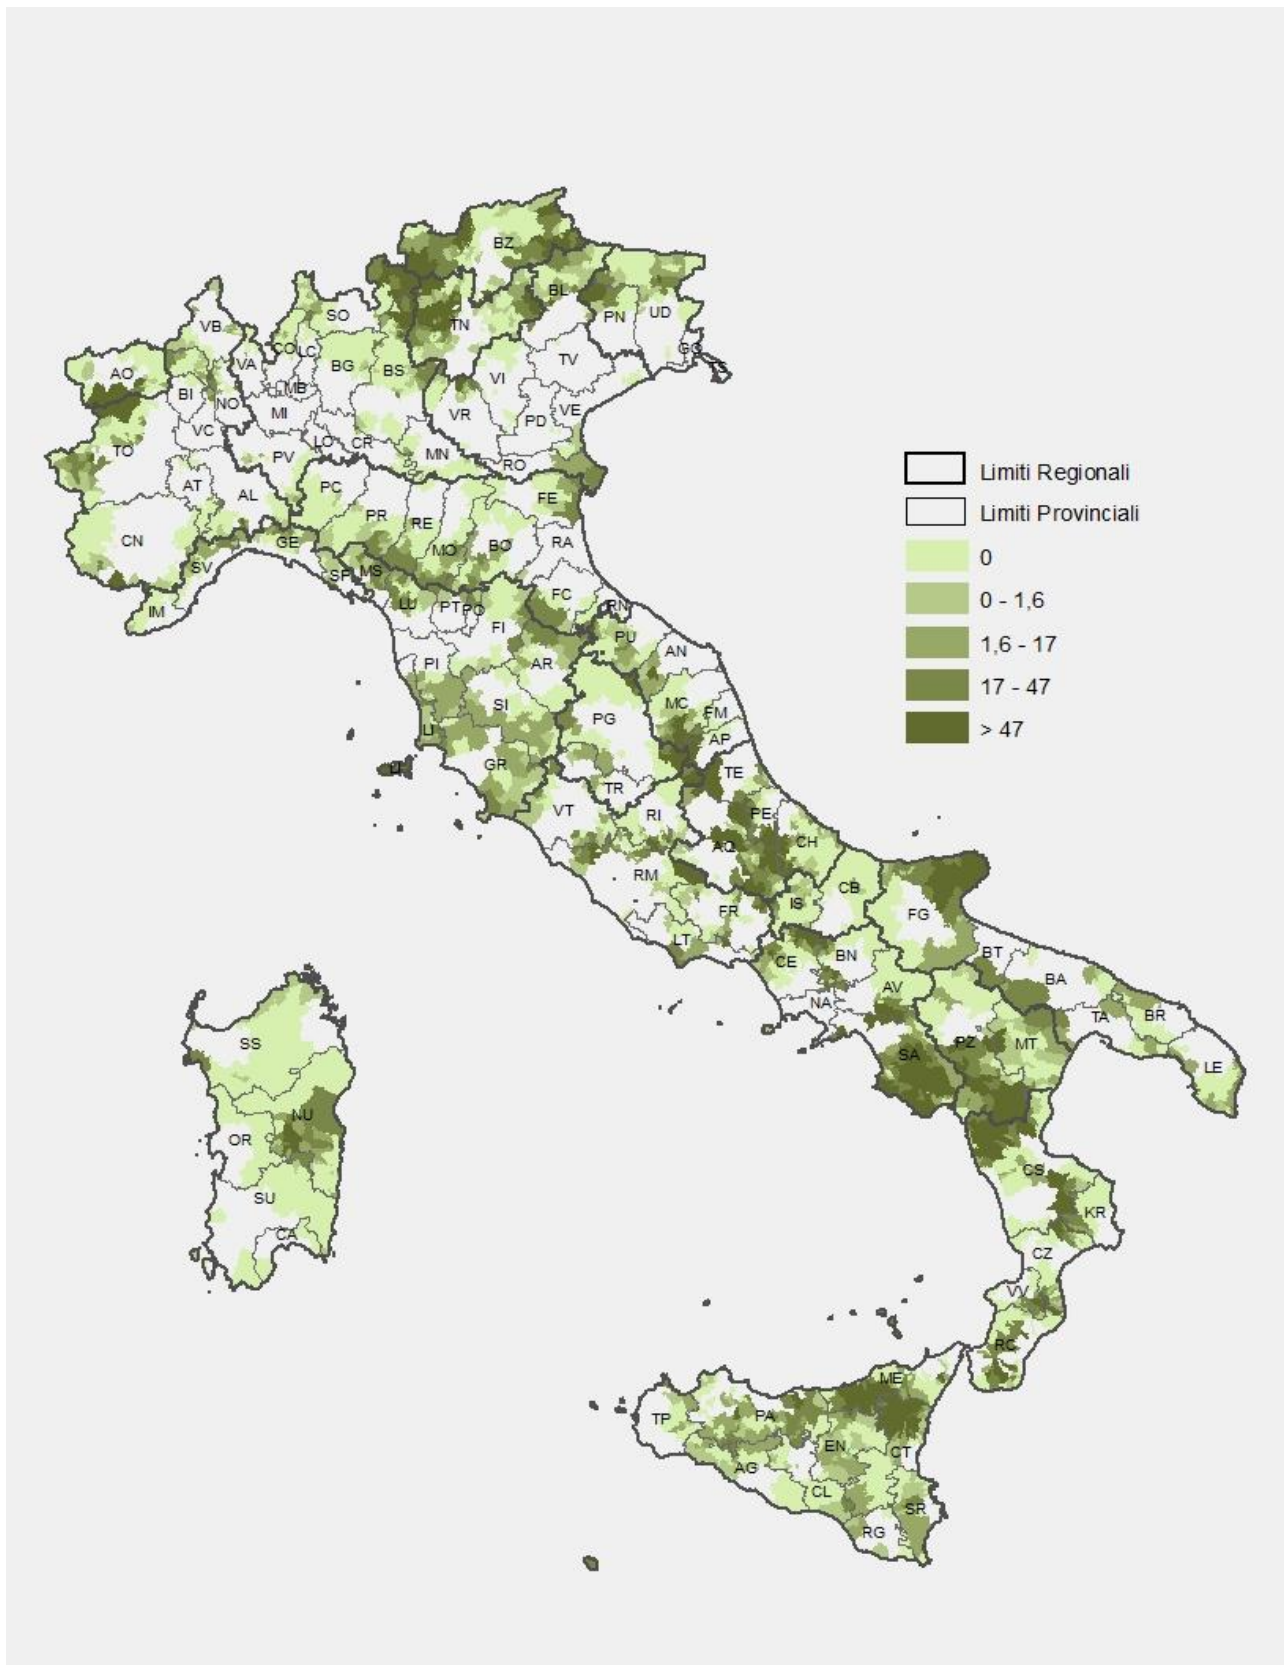 BZ
BL
SO
TN
PN
UD
VB
CO
LC
GO
TS
AO
VA
BG
BS
VI
TV
BI
MB
NO
MI
VR
PD
VE
VC
TO
LO
CR
PV
MN
RO
AT
AL
PC
FE
CN
PR
RE
GE
MO
BO
RA
SV
SP
MS
IM
LU
PT
PO
FC
RN
FI
PU
PI
AR
AN
SI
MC
FM
LI
PG
AP
GR
LI
TE
TR
VT
RI
PE
AQ
CH
RM
CB
FR
IS
FG
LT
CE
BN
BT
BA
NA
AV
TA
BR
SS
SA
PZ
MT
LE
NU
OR
CS
SU
KR
CA
CZ
VV
RC
ME
TP
PA
EN
CT
AG
CL
SR
RG
Limiti Regionali
Limiti Provinciali
0
0 - 1,6
1,6 - 17
17 - 47
> 47